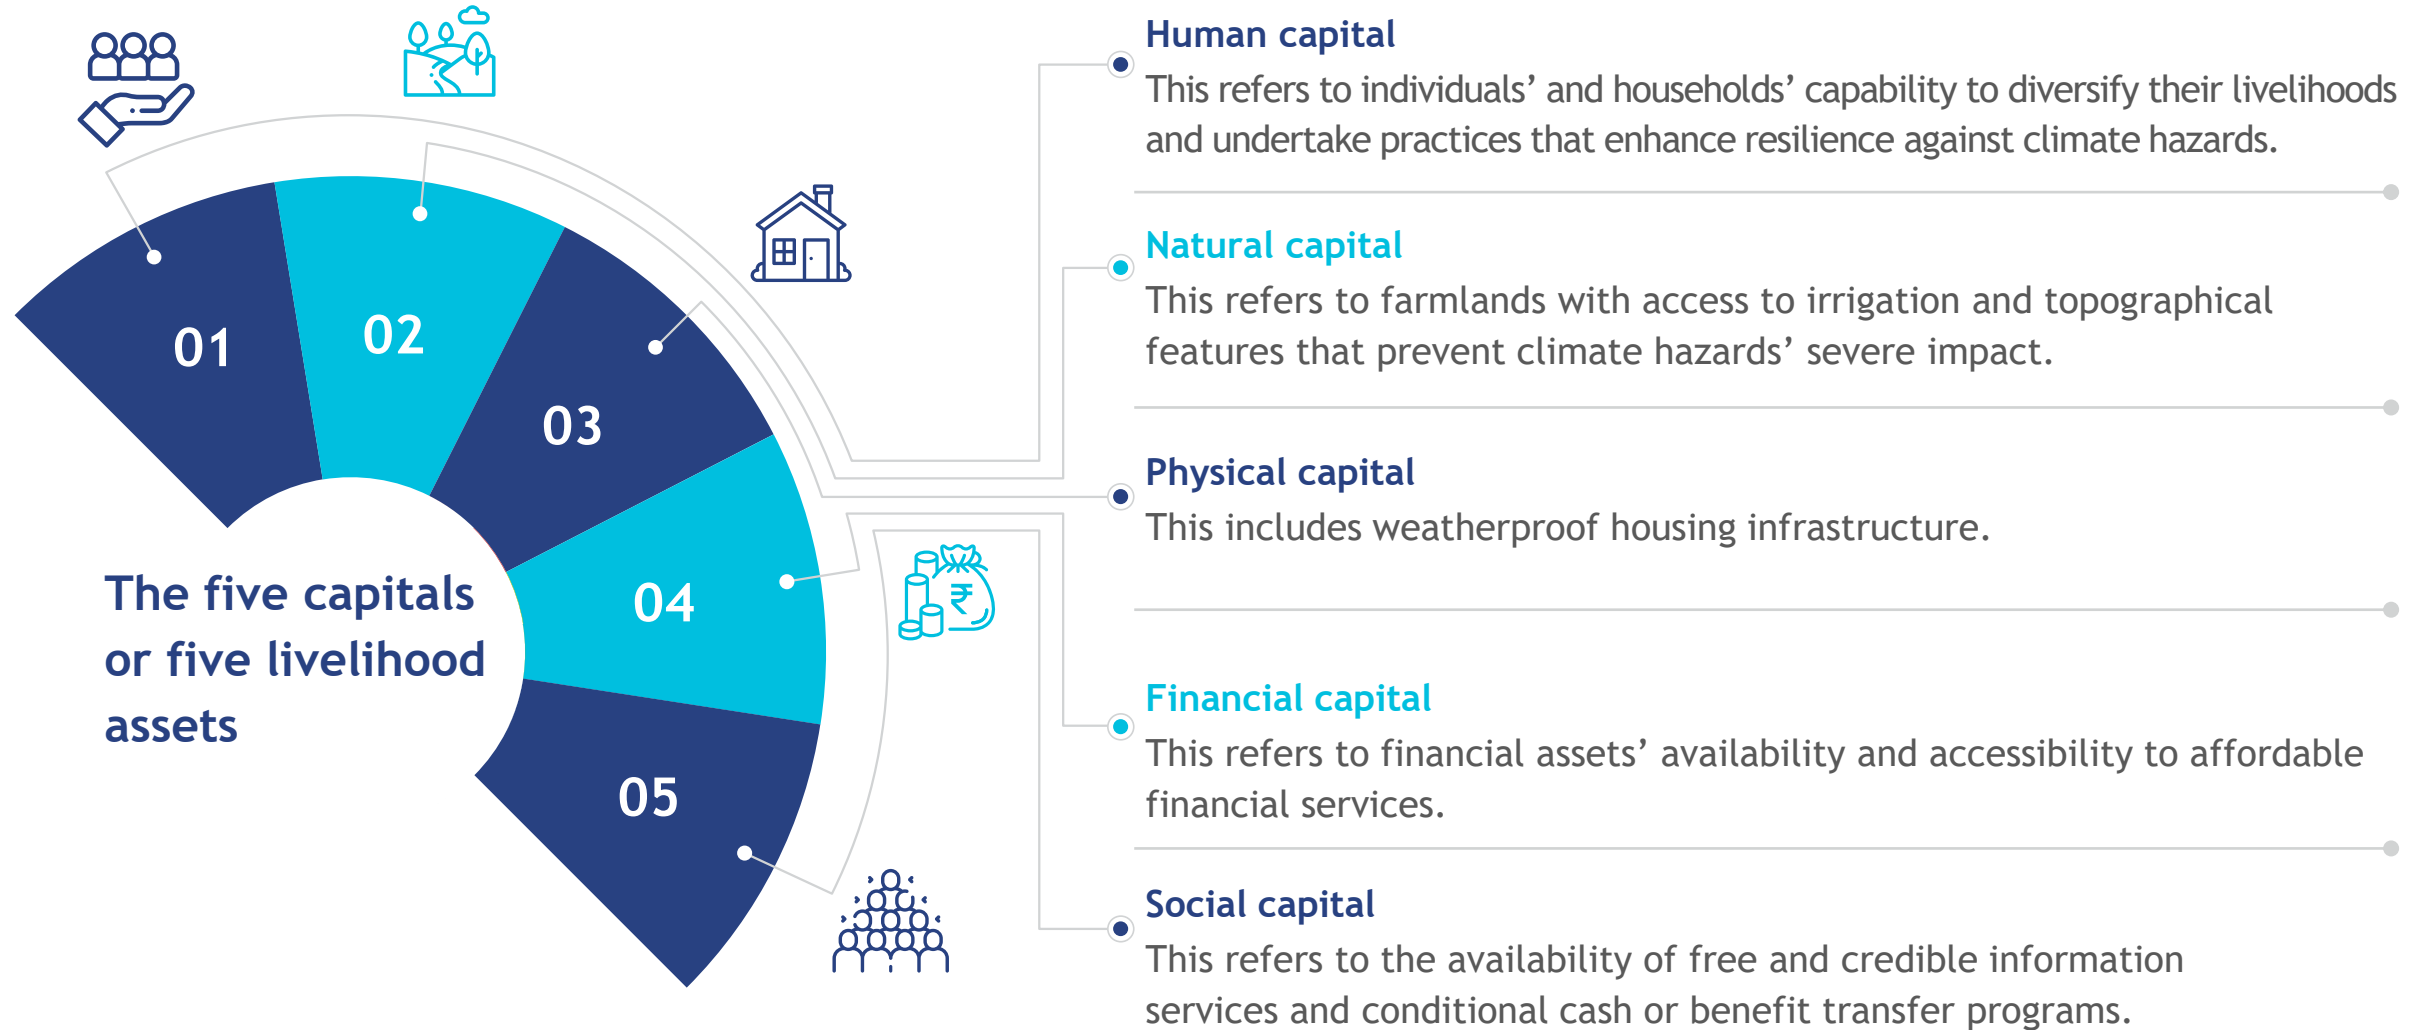 01
02
03
04
05
The five capitals
or five livelihood
assets
Human capital
This refers to individuals’ and households’ capability to diversify their livelihoods
and undertake practices that enhance resilience against climate hazards.
Natural capital
This refers to farmlands with access to irrigation and topographical
features that prevent climate hazards’ severe impact.
Physical capital
This includes weatherproof housing infrastructure.
₹
Financial capital
This refers to financial assets’ availability and accessibility to affordable
financial services.
Social capital
This refers to the availability of free and credible information
services and conditional cash or benefit transfer programs.